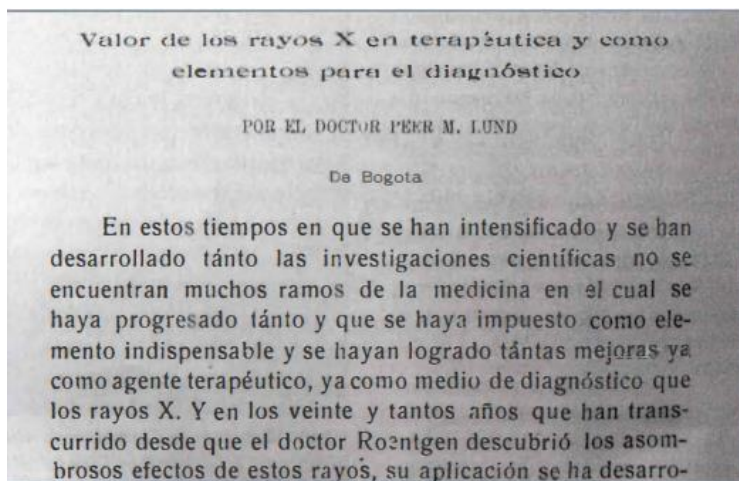 Valor de los rayos X en terapéutica y como
elementos para el diagnóstico
POR EL DOCTOR PEER M. LUND
De Bogota
En estos tiempos en que se han intensificado y se han
desarrollado tánto las investigaciones científicas no se
encuentran muchos ramos de la medicina en el cual se
haya progresado tánto y que se haya impuesto como ele-
mento indispensable y se hayan logrado tántas mejoras ya
como agente terapéutico, ya como medio de diagnóstico que
los rayos X. Y en los veinte y tantos años que han trans-
currido desde que el doctor Roentgen descubrió los asom-
brosos efectos de estos rayos, su aplicación se ha desarro-